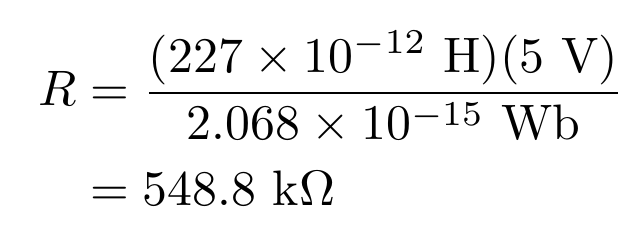 R = (227 × 10⁻¹² H)(5 V) / 2.068 × 10⁻¹⁵ Wb
= 548.8 kΩ